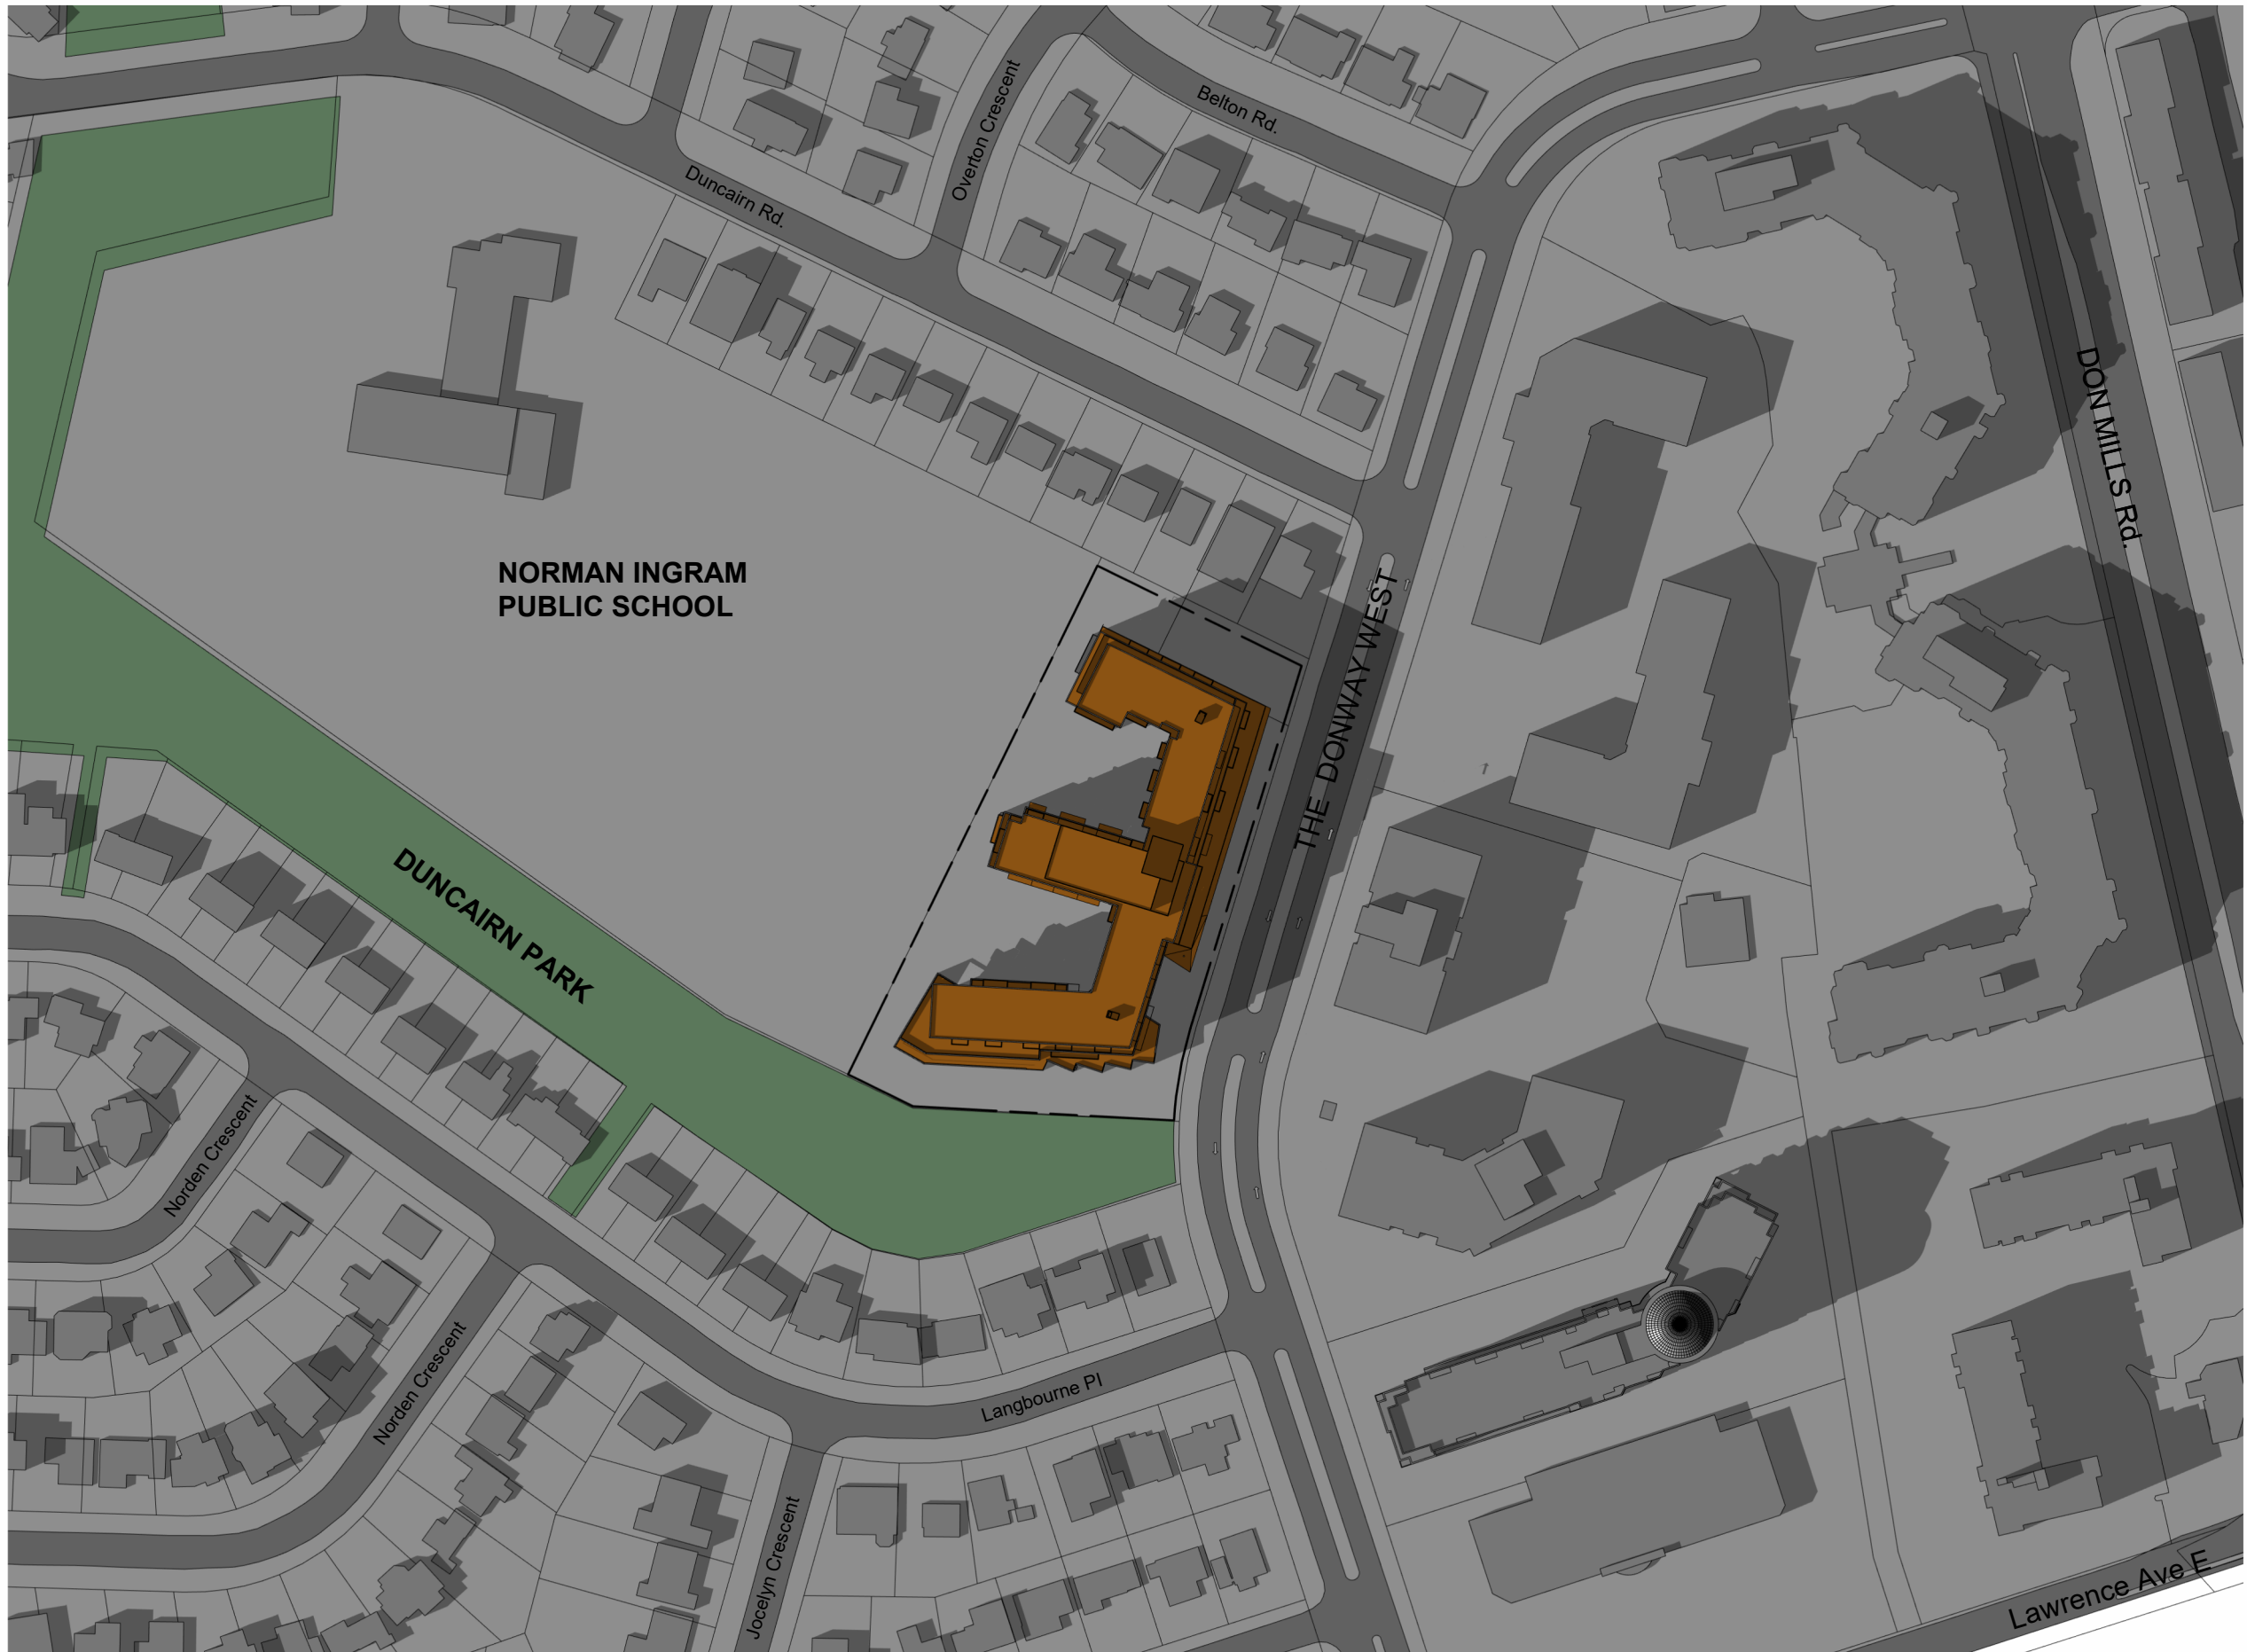 Belton Rd.
Overton Crescent
Duncairn Rd.
DON MILLS Rd.
NORMAN INGRAM
PUBLIC SCHOOL
THE DONWAY WEST
DUNCAIRN PARK
Norden Crescent
Norden Crescent
Langbourne Pl
Jocelyn Crescent
Lawrence Ave E